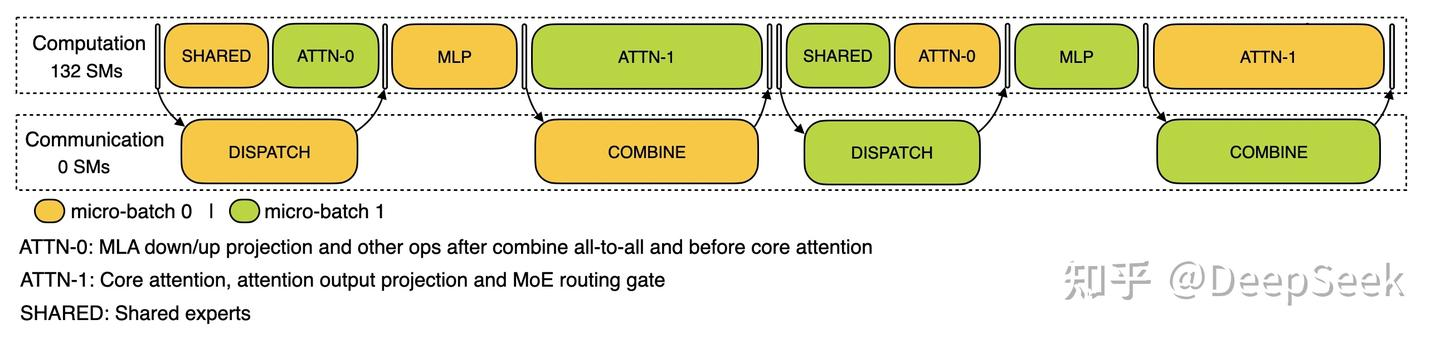 Computation
132 SMs
SHARED
ATTN-0
MLP
ATTN-1
SHARED
ATTN-0
MLP
ATTN-1
Communication
0 SMs
DISPATCH
COMBINE
DISPATCH
COMBINE
micro-batch 0 | micro-batch 1
ATTN-0: MLA down/up projection and other ops after combine all-to-all and before core attention
ATTN-1: Core attention, attention output projection and MoE routing gate
SHARED: Shared experts
知乎 @DeepSeek